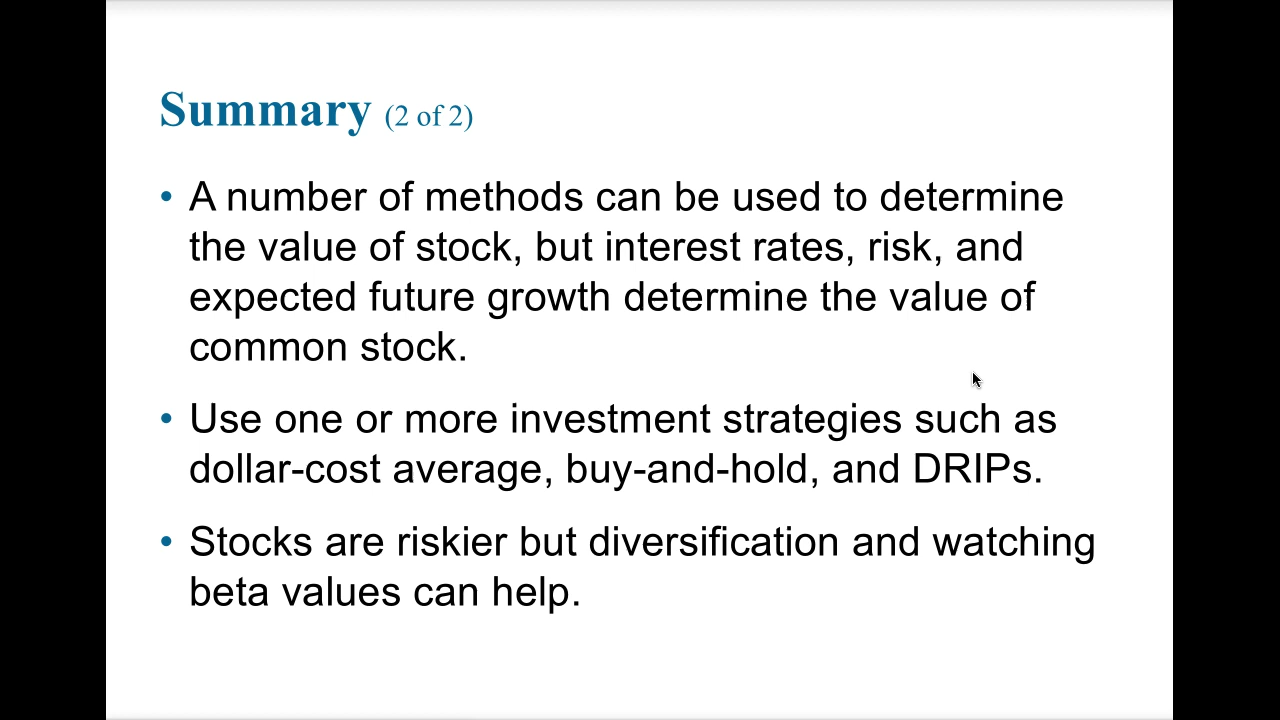 Summary (2 of 2)
• A number of methods can be used to determine
the value of stock, but interest rates, risk, and
expected future growth determine the value of
common stock.
• Use one or more investment strategies such as
dollar-cost average, buy-and-hold, and DRIPs.
• Stocks are riskier but diversification and watching
beta values can help.